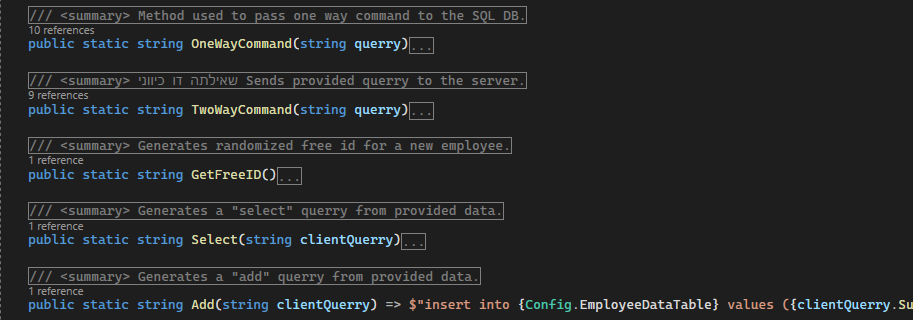 /// <summary> Method used to pass one way command to the SQL DB.
10 references
public static string OneWayCommand(string querry)...
/// <summary> שאילתה דו כיווני Sends provided querry to the server.
9 references
public static string TwoWayCommand(string querry)...
/// <summary> Generates randomized free id for a new employee.
1 reference
public static string GetFreeID()...
/// <summary> Generates a "select" querry from provided data.
1 reference
public static string Select(string clientQuerry)...
/// <summary> Generates a "add" querry from provided data.
1 reference
public static string Add(string clientQuerry) => $"insert into {Config.EmployeeDataTable} values ({clientQuerry.Su